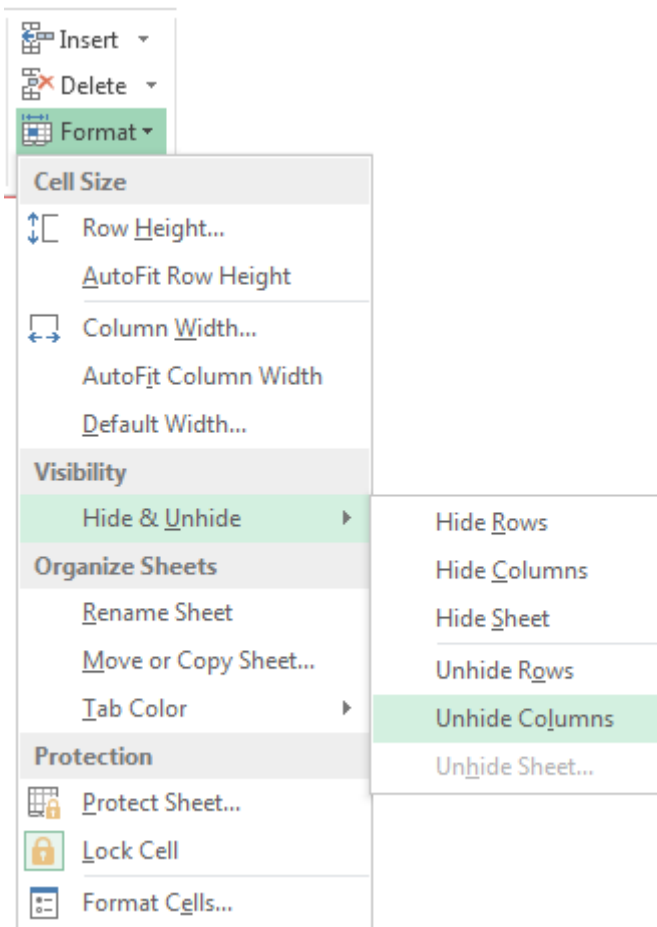 Insert
Delete
Format
Cell Size
Row Height...
AutoFit Row Height
Column Width...
AutoFit Column Width
Default Width...
Visibility
Hide & Unhide
Organize Sheets
Rename Sheet
Move or Copy Sheet...
Tab Color
Protection
Protect Sheet...
Lock Cell
Format Cells...
Hide Rows
Hide Columns
Hide Sheet
Unhide Rows
Unhide Columns
Unhide Sheet...